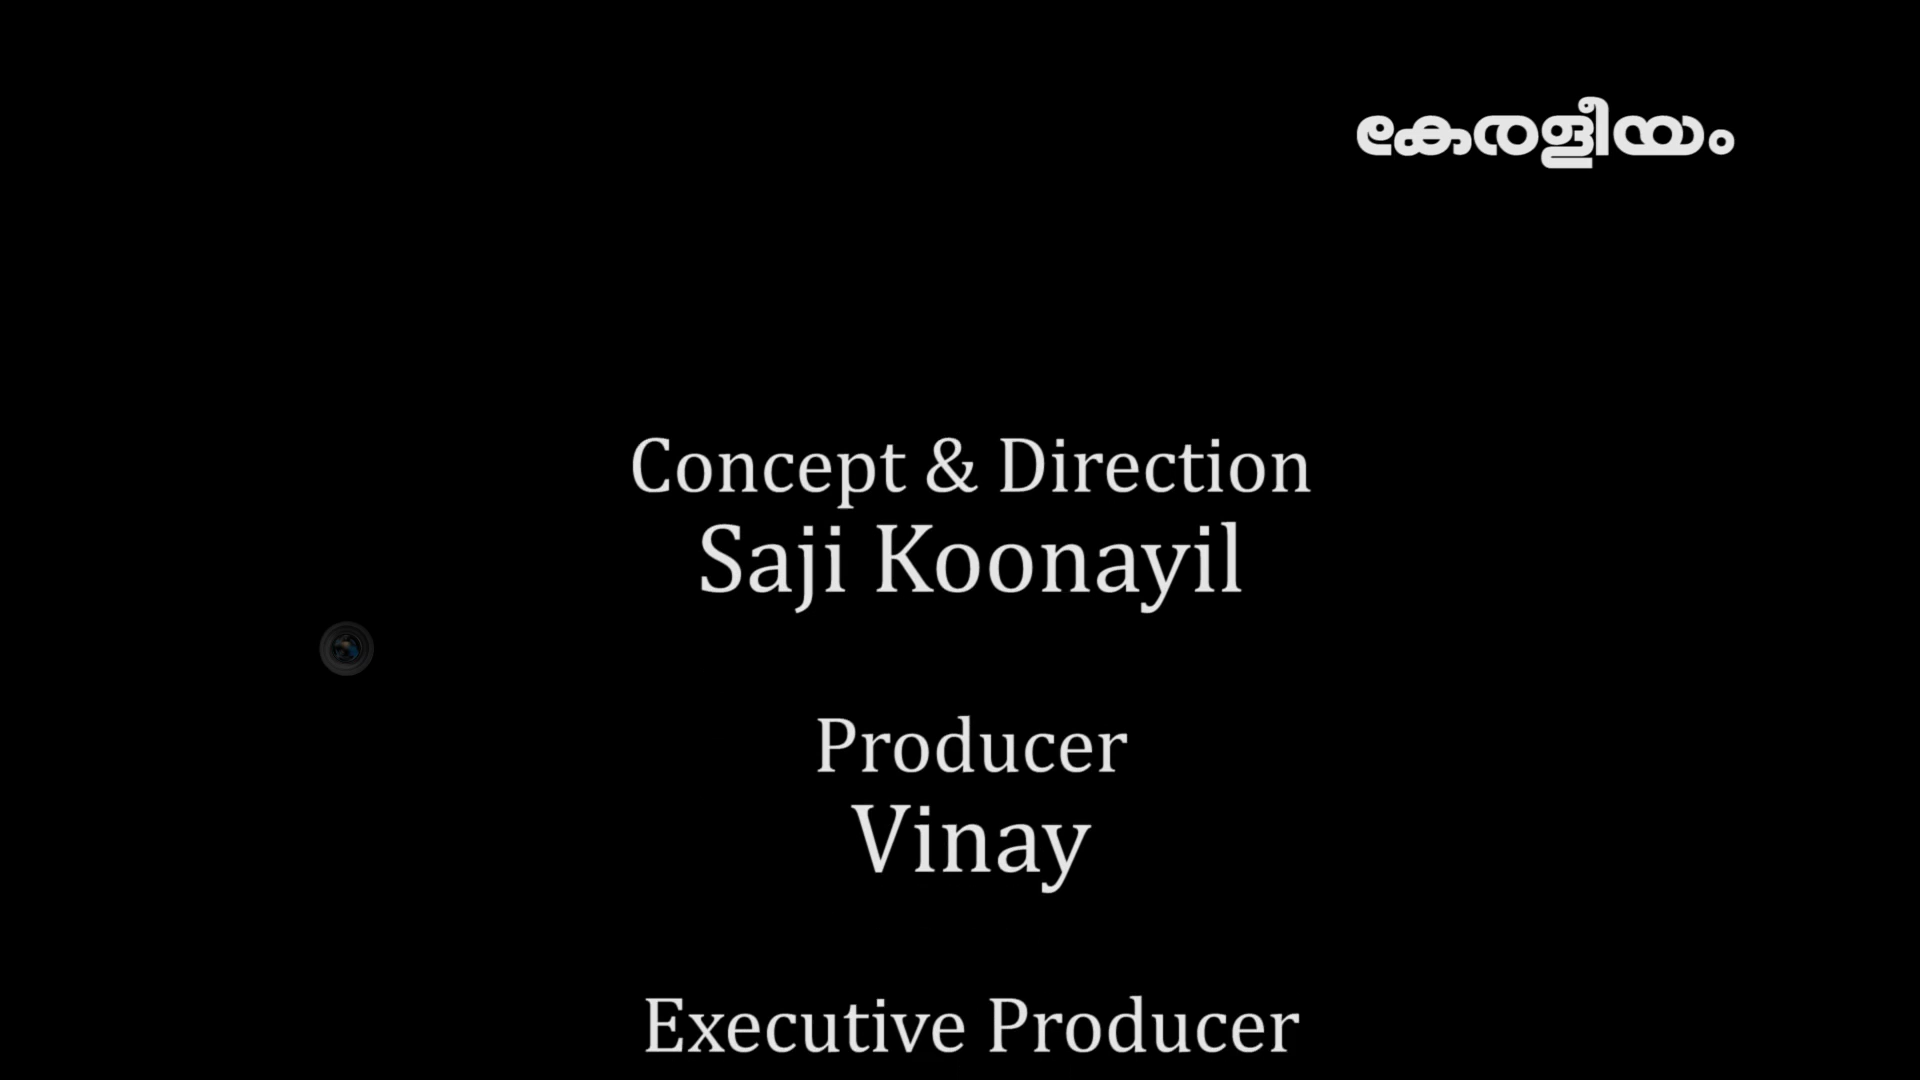 കേരളീയം
Concept & Direction
Saji Koonayil
Producer
Vinay
Executive Producer